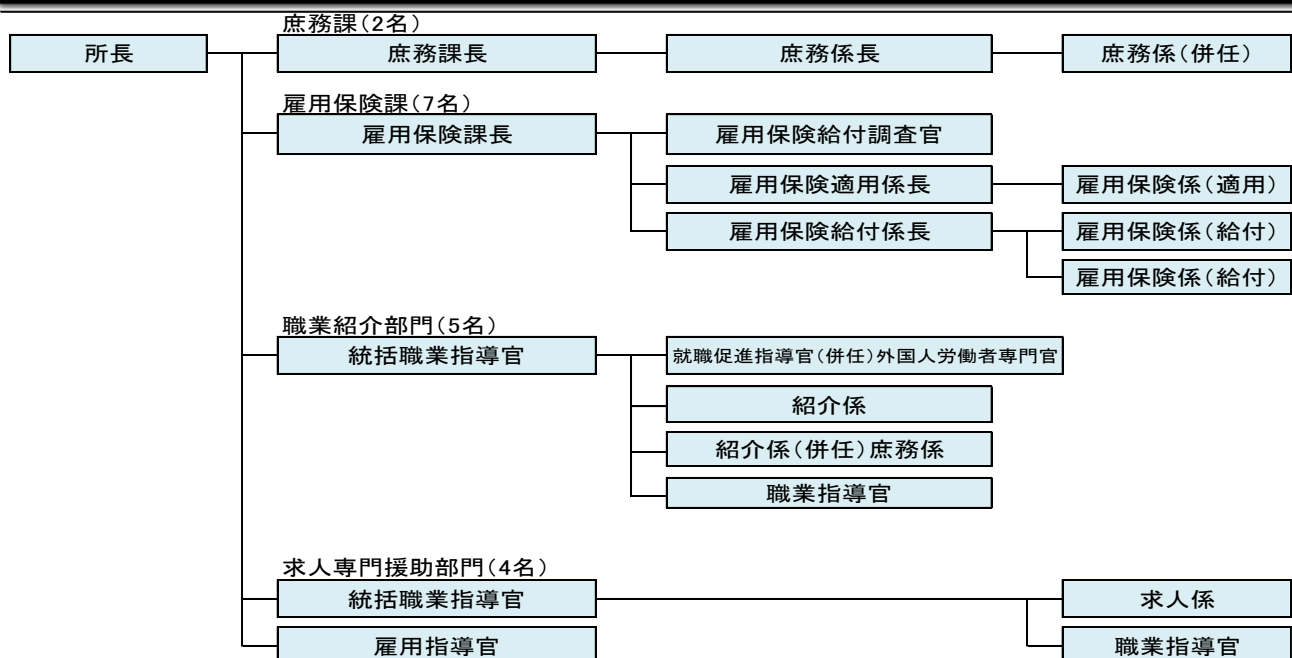 庶務課(2名)
所長
庶務課長
庶務係長
庶務係(併任)
雇用保険課(7名)
雇用保険課長
雇用保険給付調査官
雇用保険適用係長
雇用保険係(適用)
雇用保険給付係長
雇用保険係(給付)
雇用保険係(給付)
職業紹介部門(5名)
統括職業指導官
就職促進指導官(併任)外国人労働者専門官
紹介係
紹介係(併任)庶務係
職業指導官
求人専門援助部門(4名)
統括職業指導官
求人係
雇用指導官
職業指導官